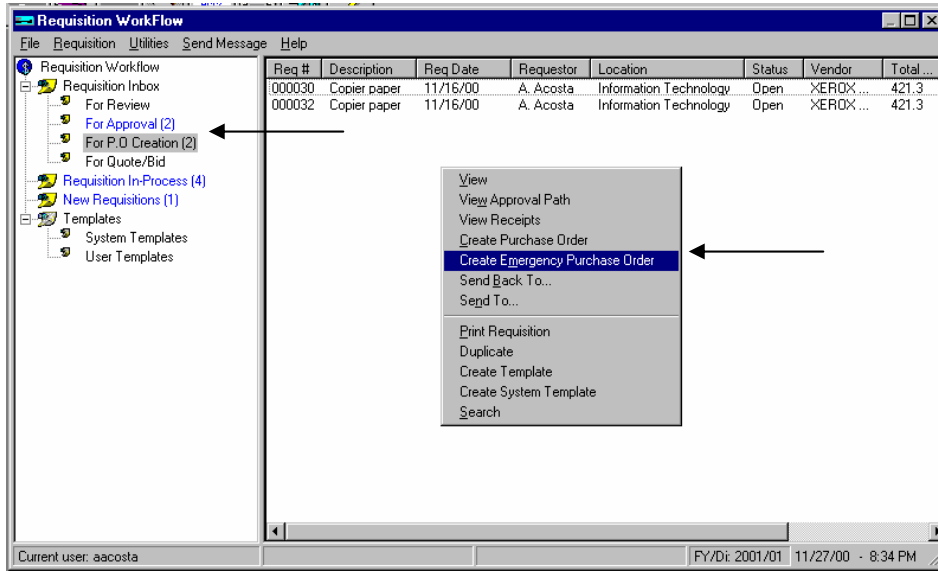 Requisition WorkFlow
File Requisition Utilities Send Message Help
Requisition Workflow
Requisition Inbox
For Review
For Approval (2)
For P.O Creation (2)
For Quote/Bid
Requisition In-Process (4)
New Requisitions (1)
Templates
System Templates
User Templates
Req # Description Req Date Requestor Location Status Vendor Total ...
000030 Copier paper 11/16/00 A. Acosta Information Technology Open XEROX ... 421.3
000032 Copier paper 11/16/00 A. Acosta Information Technology Open XEROX ... 421.3
View
View Approval Path
View Receipts
Create Purchase Order
Create Emergency Purchase Order
Send Back To...
Send To...
Print Requisition
Duplicate
Create Template
Create System Template
Search
Current user: aacosta FY/Di: 2001/01 11/27/00 - 8:34 PM